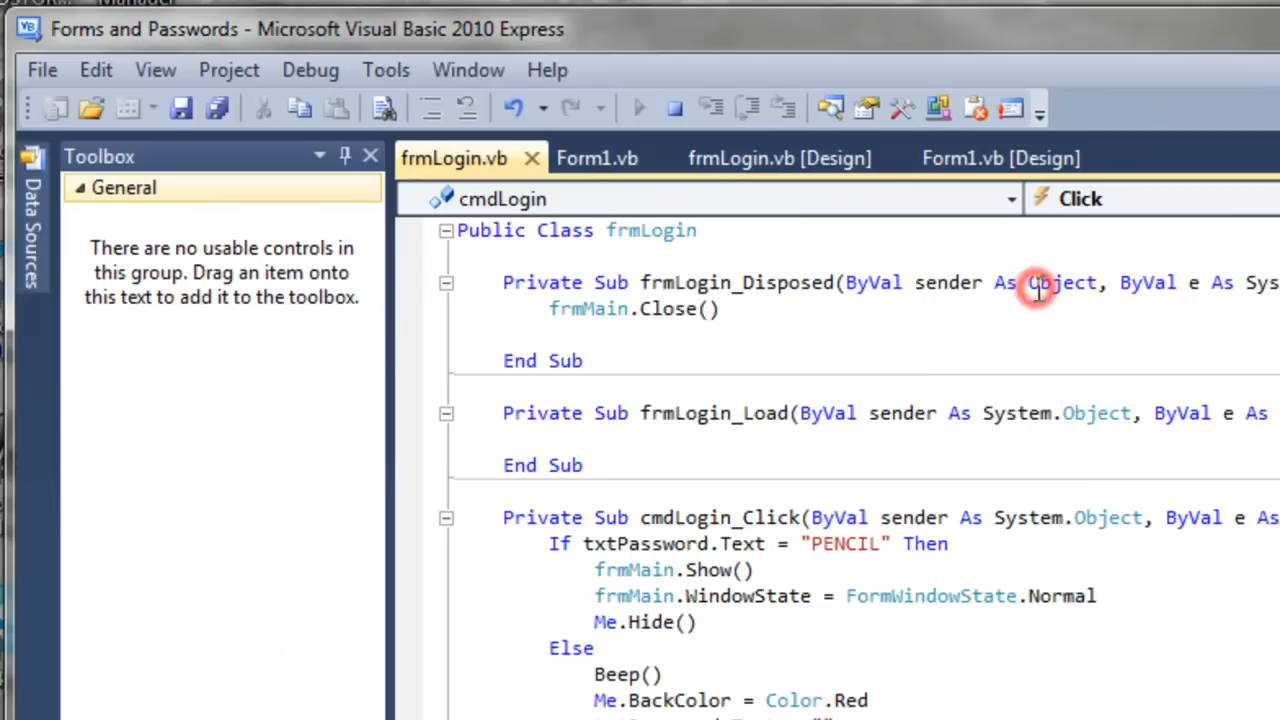 Forms and Passwords - Microsoft Visual Basic 2010 Express
File Edit View Project Debug Tools Window Help
Data Sources
Toolbox
General
There are no usable controls in
this group. Drag an item onto
this text to add it to the toolbox.
frmLogin.vb Form1.vb frmLogin.vb [Design] Form1.vb [Design]
cmdLogin Click
Public Class frmLogin
Private Sub frmLogin_Disposed(ByVal sender As Object, ByVal e As Sys
frmMain.Close()
End Sub
Private Sub frmLogin_Load(ByVal sender As System.Object, ByVal e As
End Sub
Private Sub cmdLogin_Click(ByVal sender As System.Object, ByVal e As
If txtPassword.Text = "PENCIL" Then
frmMain.Show()
frmMain.WindowState = FormWindowState.Normal
Me.Hide()
Else
Beep()
Me.BackColor = Color.Red